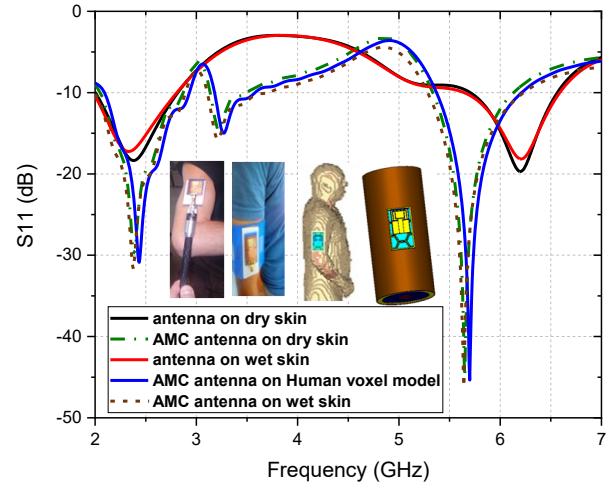 0
-10
-20
-30
-40
-50
S11 (dB)
antenna on dry skin
AMC antenna on dry skin
antenna on wet skin
AMC antenna on Human voxel model
AMC antenna on wet skin
2 3 4 5 6 7
Frequency (GHz)